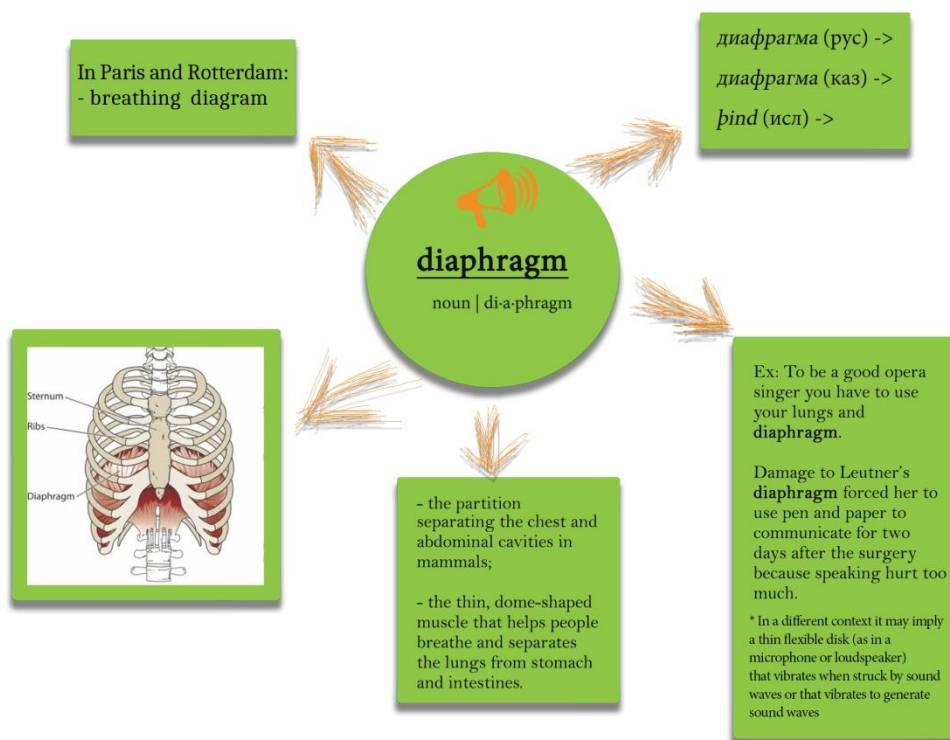 In Paris and Rotterdam:
- breathing diagram
диафрагма (рус) ->
диафрагма (каз) ->
þind (исл) ->
diaphragm
noun | di·a·phragm
Sternum
Ribs
Diaphragm
- the partition
separating the chest and
abdominal cavities in
mammals;
- the thin, dome-shaped
muscle that helps people
breathe and separates
the lungs from stomach
and intestines.
Ex: To be a good opera
singer you have to use
your lungs and
diaphragm.
Damage to Leutner's
diaphragm forced her to
use pen and paper to
communicate for two
days after the surgery
because speaking hurt too
much.
* In a different context it may imply
a thin flexible disk (as in a
microphone or loudspeaker)
that vibrates when struck by sound
waves or that vibrates to generate
sound waves